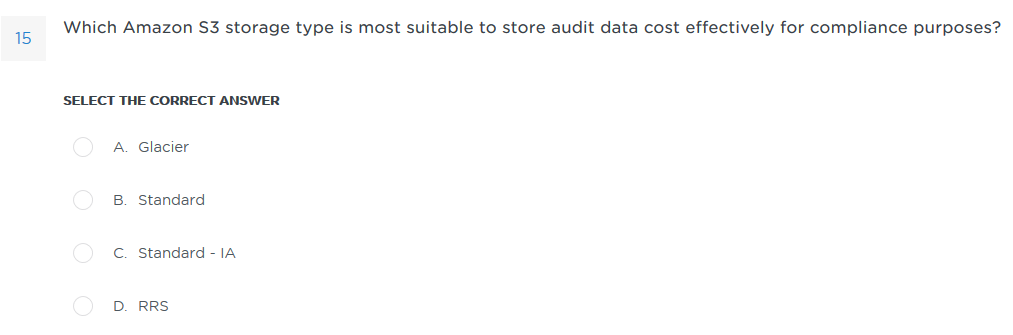 15
Which Amazon S3 storage type is most suitable to store audit data cost effectively for compliance purposes?
SELECT THE CORRECT ANSWER
A. Glacier
B. Standard
C. Standard - IA
D. RRS